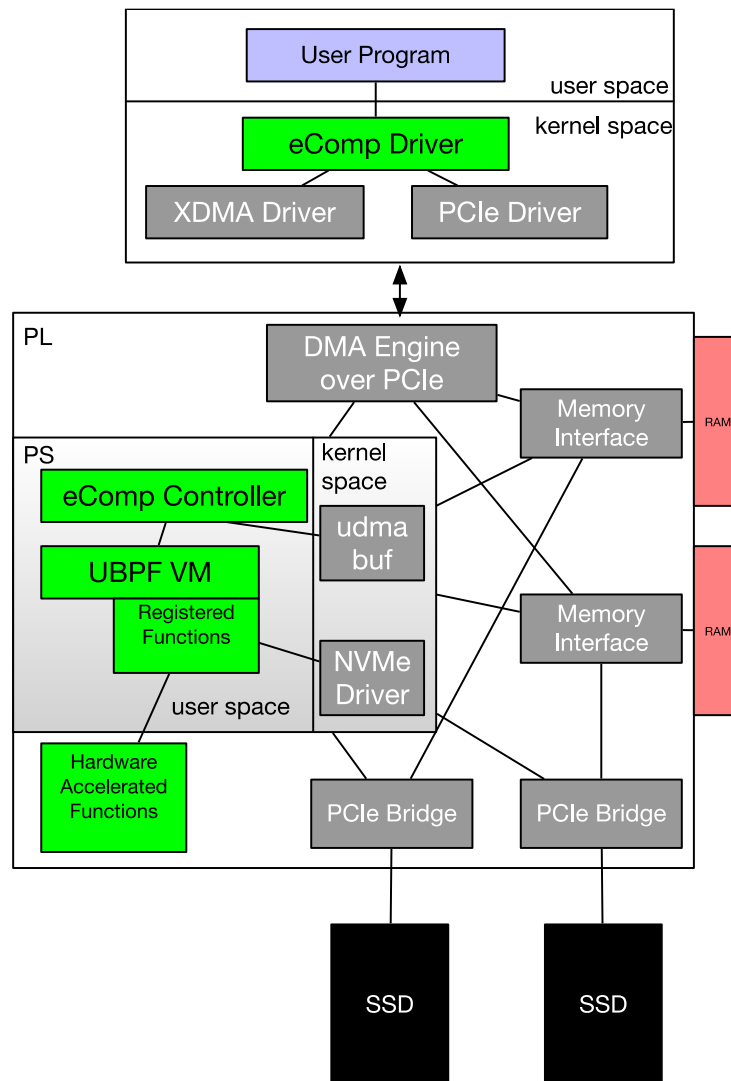 User Program
user space
kernel space
eComp Driver
XDMA Driver
PCIe Driver
PL
DMA Engine
over PCIe
Memory
Interface
RAM
PS
kernel
space
eComp Controller
udma
buf
UBPF VM
Registered
Functions
Memory
Interface
RAM
NVMe
Driver
user space
Hardware
Accelerated
Functions
PCIe Bridge
PCIe Bridge
SSD
SSD